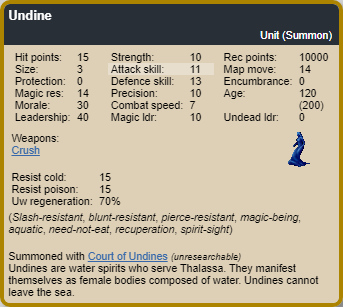 Undine
Unit (Summon)
Hit points: 15 Strength: 10 Rec points: 10000
Size: 3 Attack skill: 11 Map move: 14
Protection: 0 Defence skill: 13 Encumbrance: 0
Magic res: 14 Precision: 10 Age: 120
Morale: 30 Combat speed: 7 (200)
Leadership: 40 Magic ldr: 10 Undead ldr: 0
Weapons:
Crush
Resist cold: 15
Resist poison: 15
Uw regeneration: 70%
(Slash-resistant, blunt-resistant, pierce-resistant, magic-being,
aquatic, need-not-eat, recuperation, spirit-sight)
Summoned with Court of Undines (unresearchable)
Undines are water spirits who serve Thalassa. They manifest
themselves as female bodies composed of water. Undines cannot
leave the sea.